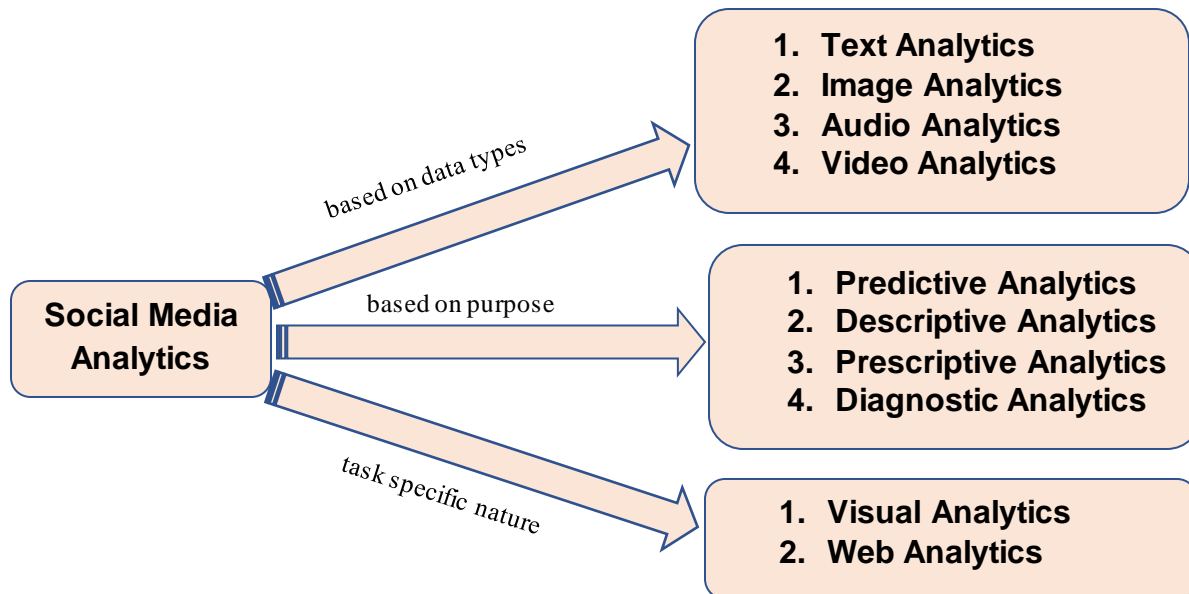 1. Text Analytics
2. Image Analytics
3. Audio Analytics
4. Video Analytics
based on data types
Social Media
Analytics
based on purpose
1. Predictive Analytics
2. Descriptive Analytics
3. Prescriptive Analytics
4. Diagnostic Analytics
task specific nature
1. Visual Analytics
2. Web Analytics